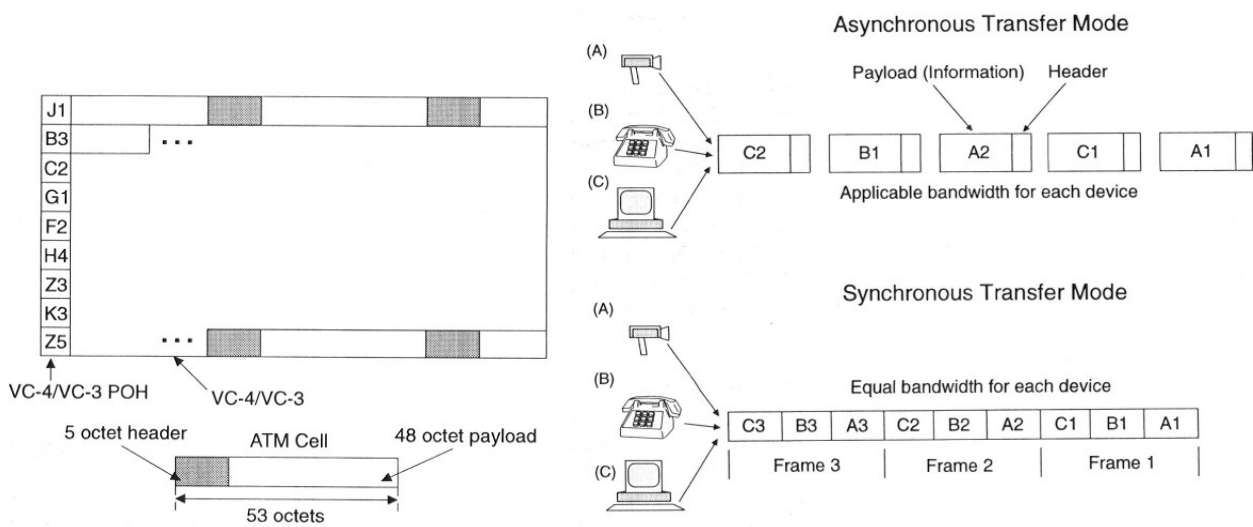 J1
B3
...
C2
G1
F2
H4
Z3
K3
Z5
...
VC-4/VC-3 POH
VC-4/VC-3
5 octet header
ATM Cell
48 octet payload
53 octets
Asynchronous Transfer Mode
(A)
Payload (Information) Header
(B)
C2 B1 A2 C1 A1
(C)
Applicable bandwidth for each device
Synchronous Transfer Mode
(A)
(B)
Equal bandwidth for each device
C3 B3 A3 C2 B2 A2 C1 B1 A1
(C)
Frame 3 Frame 2 Frame 1